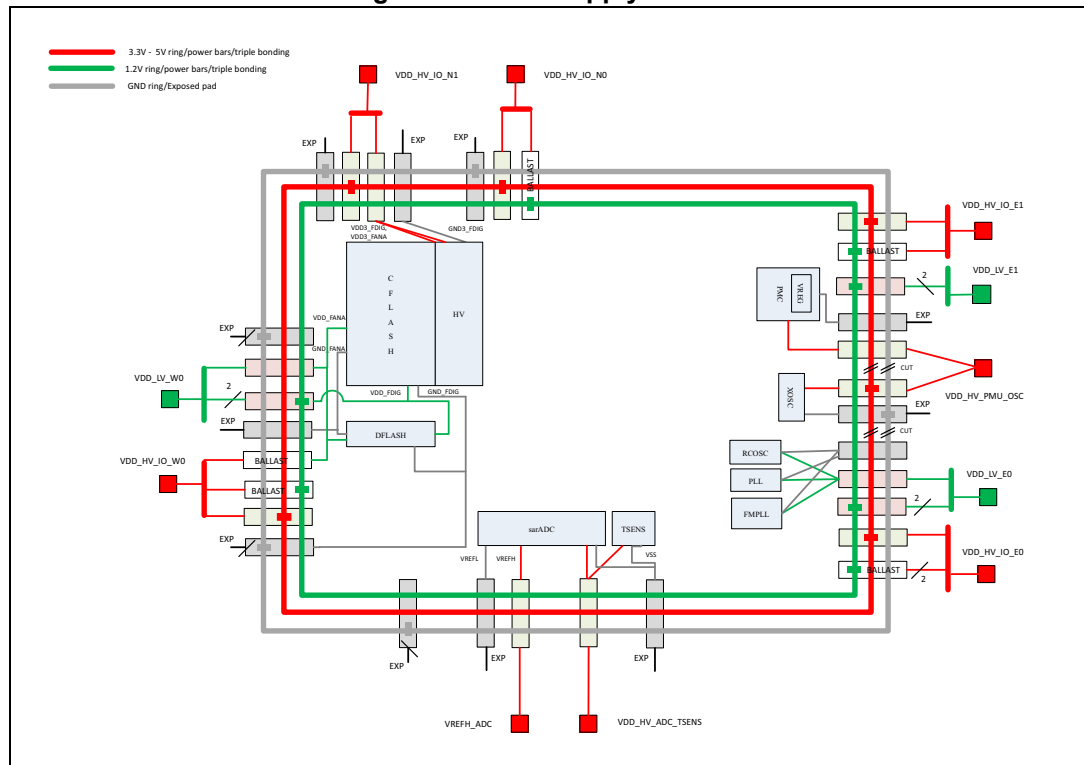 3.3V - 5V ring/power bars/triple bonding
1.2V ring/power bars/triple bonding
GND ring/Exposed pad
VDD_HV_IO_N1
VDD_HV_IO_N0
EXP
EXP
EXP
BALLAST
VDD3_FDIG,
VDD3_FANA
GND3_FDIG
VDD_HV_IO_E1
BALLAST
C
F
L
A
S
H
HV
PMC
VREG
2
VDD_LV_E1
EXP
VDD_FANA
EXP
GND_FANA
CUT
VDD_LV_W0
2
VDD_FDIG
GND_FDIG
XOSC
VDD_HV_PMU_OSC
EXP
EXP
DFLASH
CUT
VDD_HV_IO_W0
BALLAST
RCOSC
PLL
VDD_LV_E0
BALLAST
FMPLL
2
sarADC
TSENS
EXP
VREFL
VREFH
VSS
VDD_HV_IO_E0
BALLAST
2
EXP
EXP
EXP
VREFH_ADC
VDD_HV_ADC_TSENS